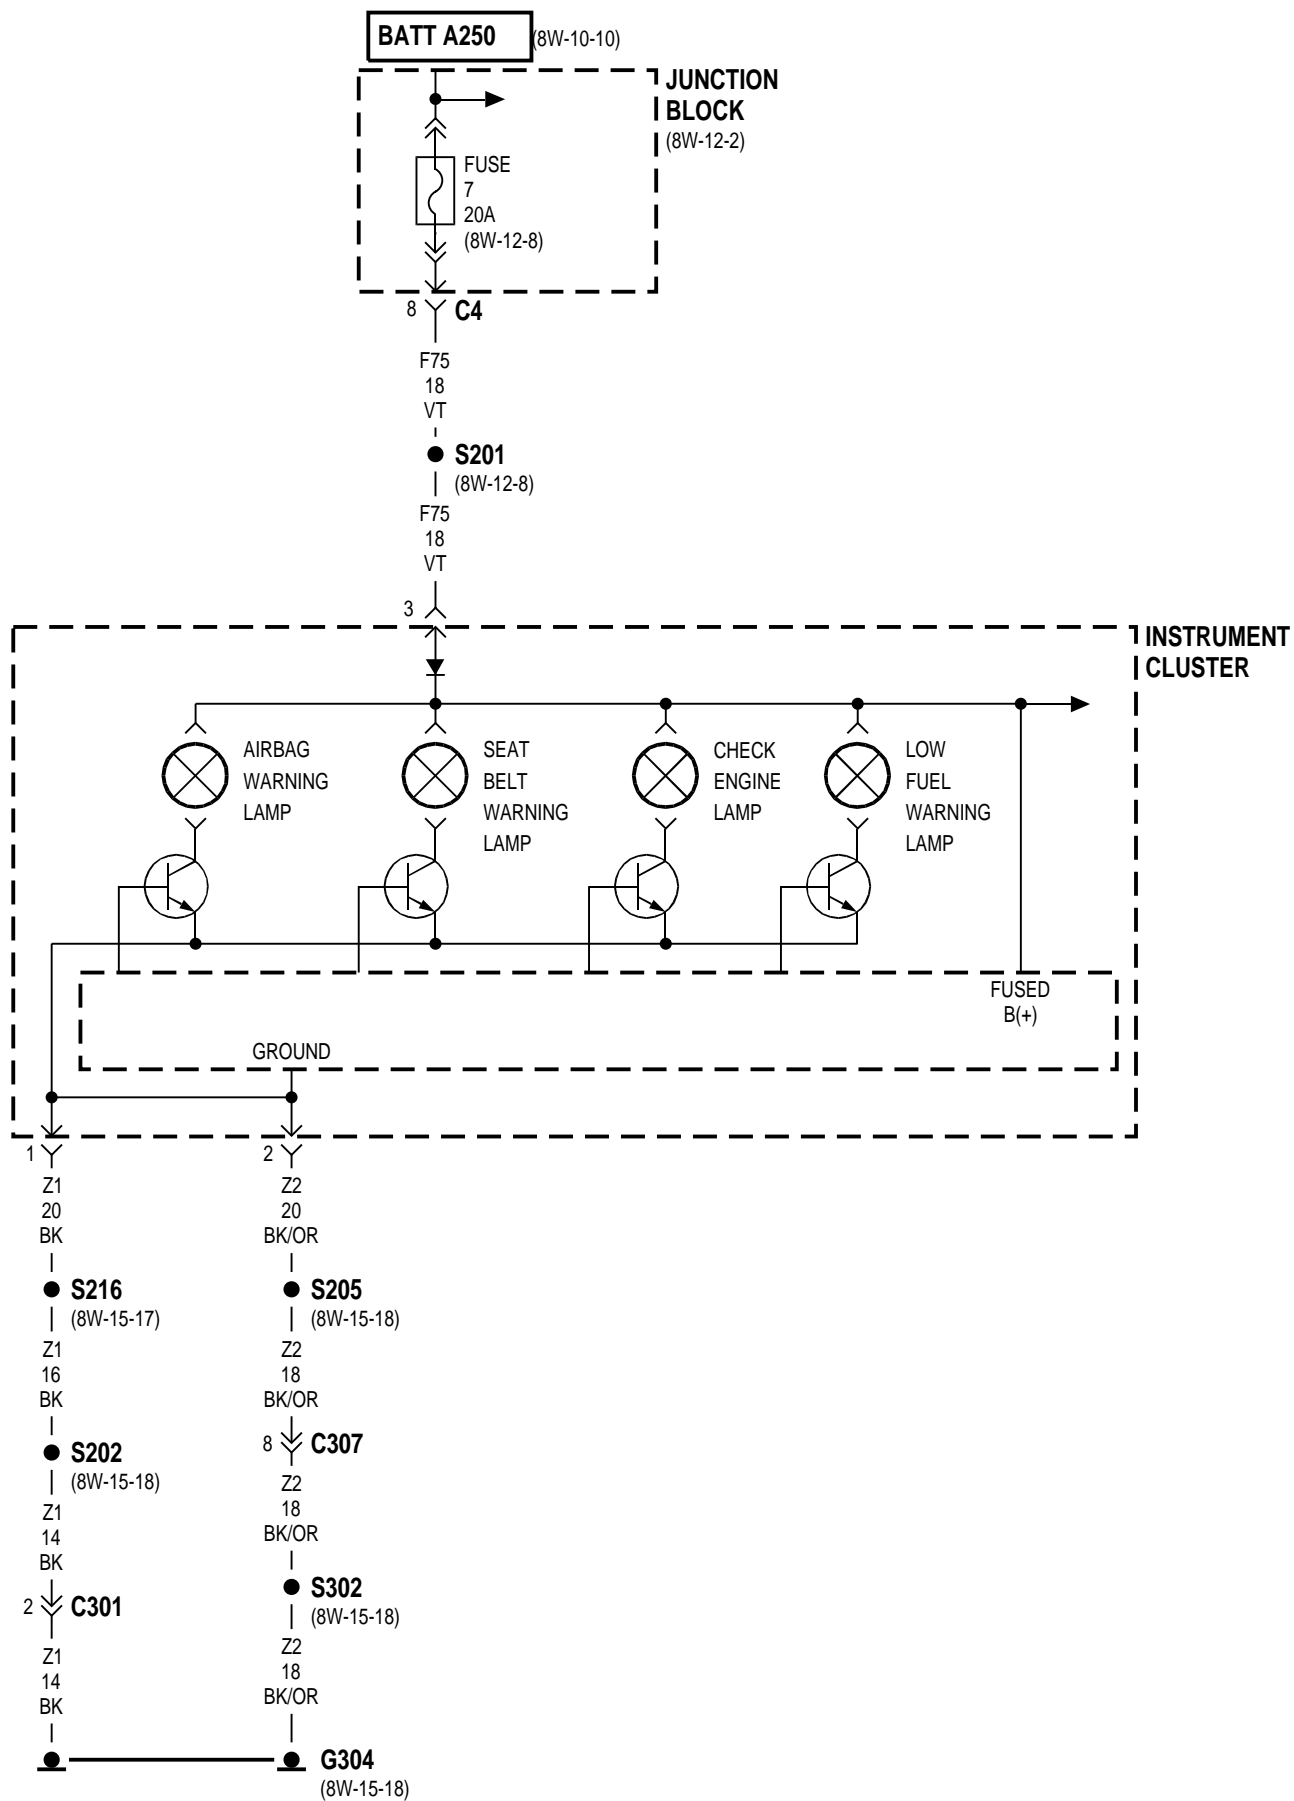 BATT A250 (8W-10-10)
JUNCTION
BLOCK
(8W-12-2)
FUSE
7
20A
(8W-12-8)
8 C4
F75
18
VT
S201
(8W-12-8)
F75
18
VT
3
INSTRUMENT
CLUSTER
AIRBAG
WARNING
LAMP
SEAT
BELT
WARNING
LAMP
CHECK
ENGINE
LAMP
LOW
FUEL
WARNING
LAMP
FUSED
B(+)
GROUND
1
Z1
20
BK
S216
(8W-15-17)
Z1
16
BK
S202
(8W-15-18)
Z1
14
BK
2 C301
Z1
14
BK
2
Z2
20
BK/OR
S205
(8W-15-18)
Z2
18
BK/OR
8 C307
Z2
18
BK/OR
S302
(8W-15-18)
Z2
18
BK/OR
G304
(8W-15-18)